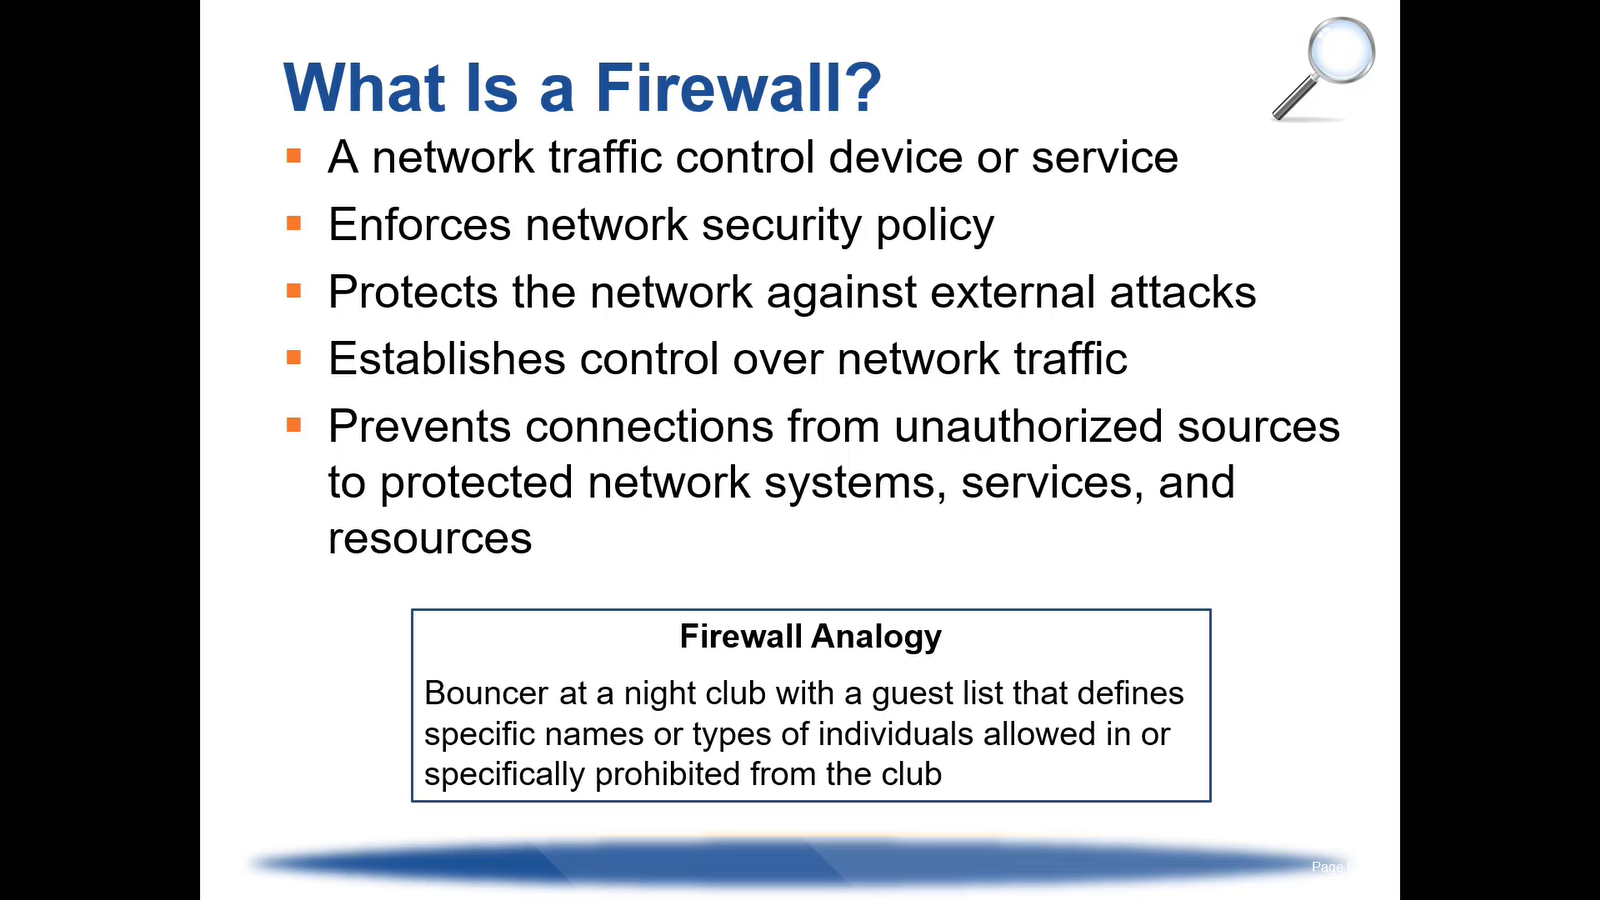 What Is a Firewall?
A network traffic control device or service
Enforces network security policy
Protects the network against external attacks
Establishes control over network traffic
Prevents connections from unauthorized sources
to protected network systems, services, and
resources
Firewall Analogy
Bouncer at a night club with a guest list that defines
specific names or types of individuals allowed in or
specifically prohibited from the club
Page